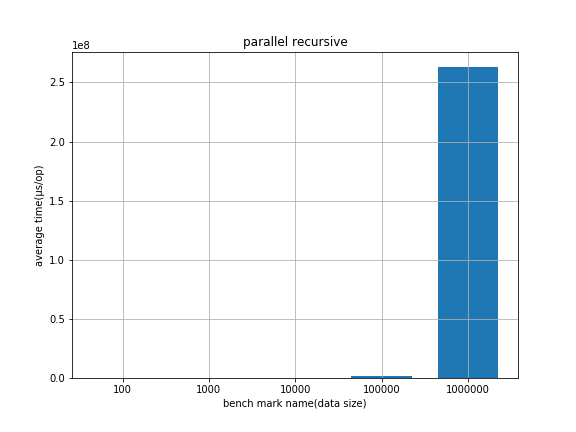 parallel recursive
1e8
2.5
2.0
1.5
1.0
0.5
0.0
average time(μs/op)
100 1000 10000 100000 1000000
bench mark name(data size)